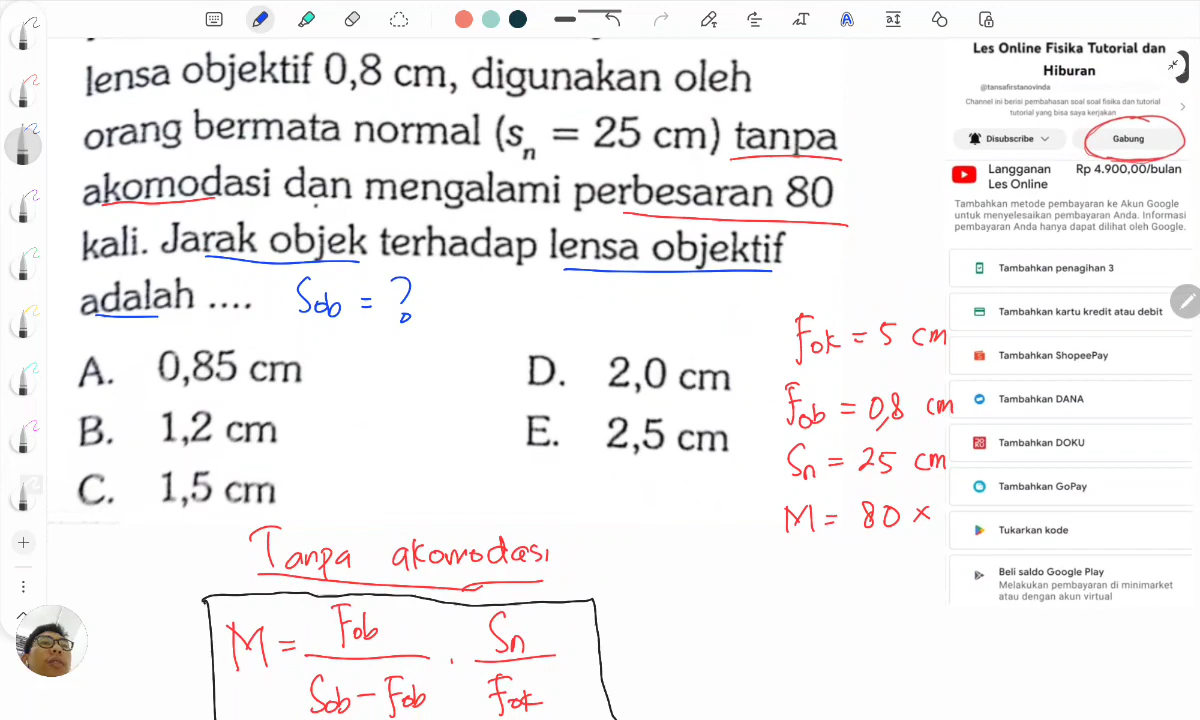 lensa objektif 0,8 cm, digunakan oleh
orang bermata normal (sₙ = 25 cm) tanpa
akomodasi dan mengalami perbesaran 80
kali. Jarak objek terhadap lensa objektif
adalah ....
Sob = ?
A. 0,85 cm
B. 1,2 cm
C. 1,5 cm
D. 2,0 cm
E. 2,5 cm
Fok = 5 cm
Fob = 0,8 cm
Sn = 25 cm
M = 80 ×
Tanpa akomodasi
M = Fob / Sob - Fob . Sn / Fok
Les Online Fisika Tutorial dan
Hiburan
@tansafirstanovinda
Channel ini berisi pembahasan soal soal fisika dan tutorial
tutorial yang bisa saya kerjakan
Disubscribe
Gabung
Langganan
Les Online
Rp 4.900,00/bulan
Tambahkan metode pembayaran ke Akun Google
untuk menyelesaikan pembayaran Anda. Informasi
pembayaran Anda hanya dapat dilihat oleh Google.
Tambahkan penagihan 3
Tambahkan kartu kredit atau debit
Tambahkan ShopeePay
Tambahkan DANA
Tambahkan DOKU
Tambahkan GoPay
Tukarkan kode
Beli saldo Google Play
Melakukan pembayaran di minimarket
atau dengan akun virtual